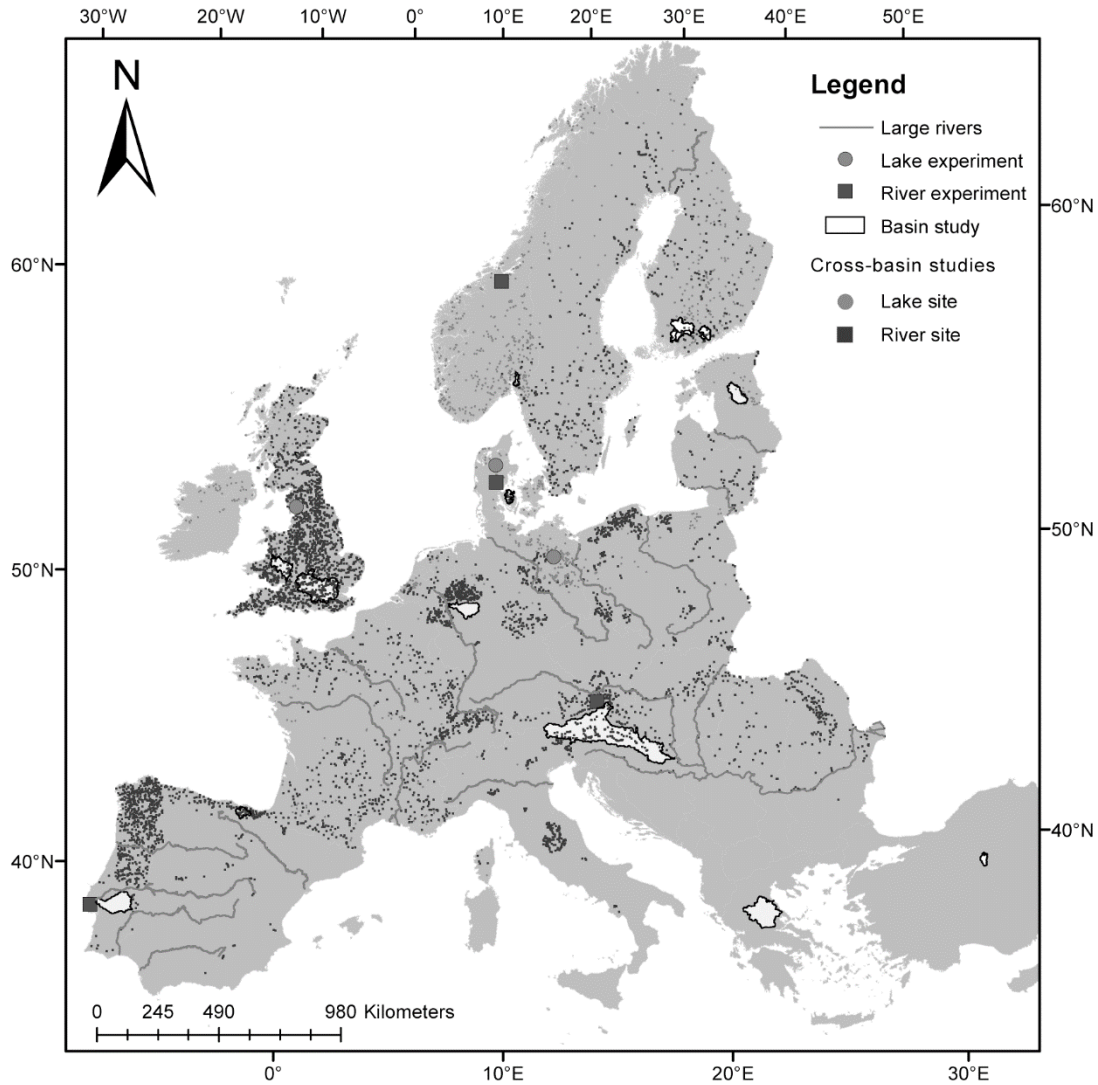 30°W 20°W 10°W 0° 10°E 20°E 30°E 40°E 50°E
N
Legend
Large rivers
Lake experiment
River experiment
Basin study
Cross-basin studies
Lake site
River site
60°N
60°N
50°N
50°N
40°N
40°N
0 245 490 980 Kilometers
0° 10°E 20°E 30°E